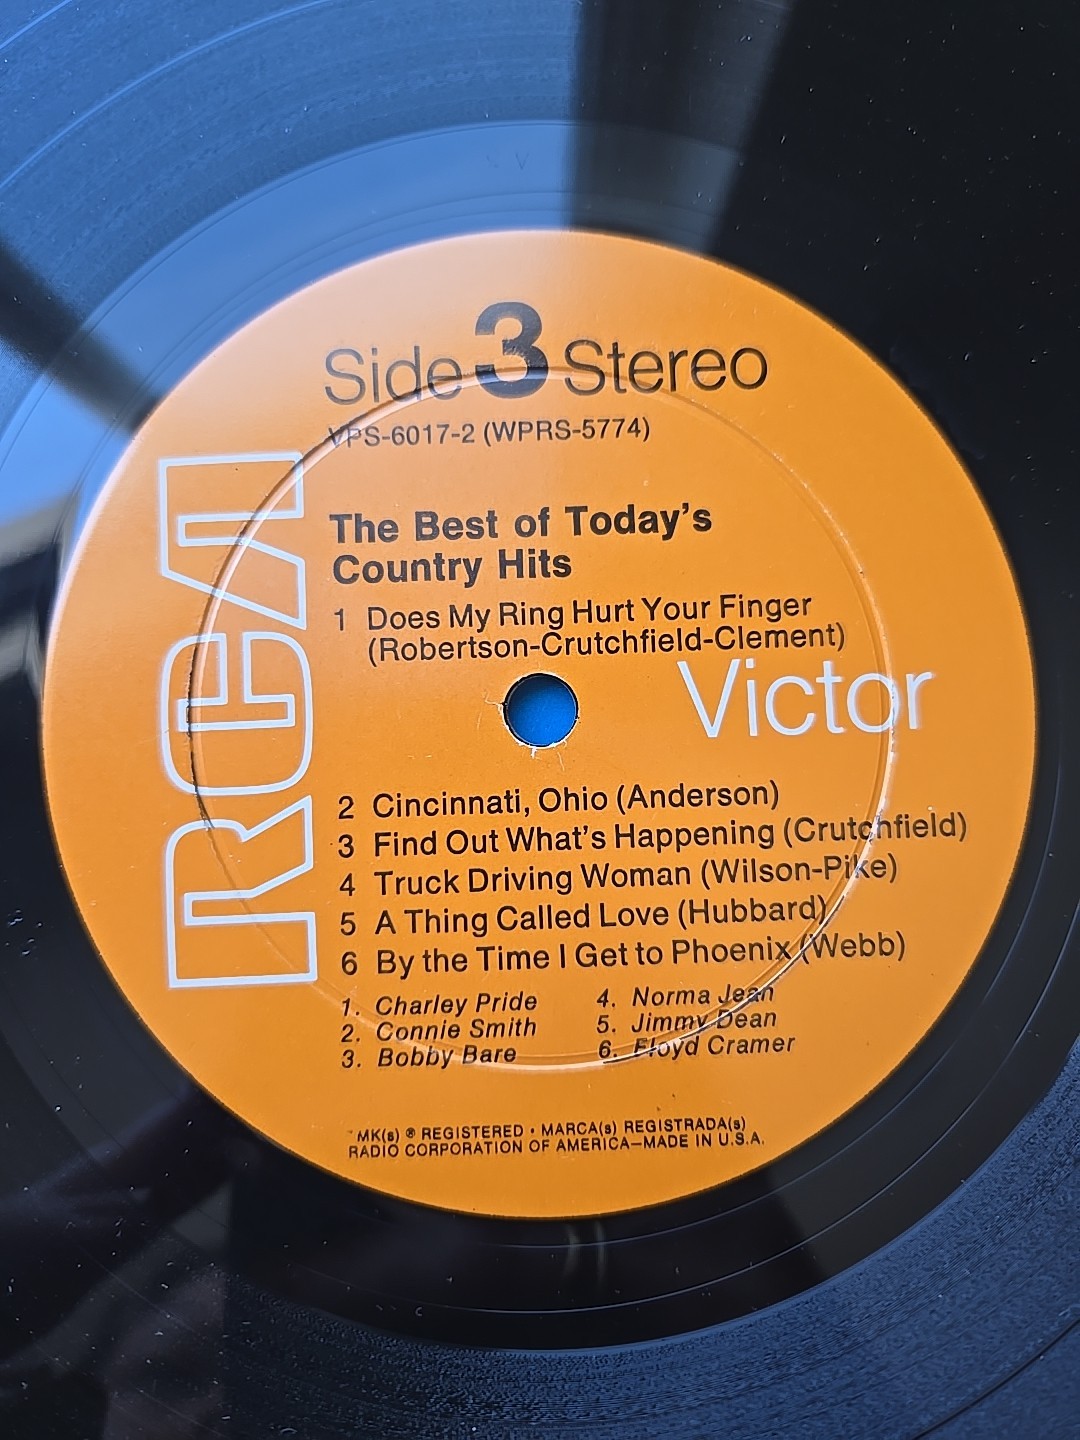 Side 3 Stereo
VPS-6017-2 (WPRS-5774)
RCA
The Best of Today's
Country Hits
1 Does My Ring Hurt Your Finger
(Robertson-Crutchfield-Clement)
Victor
2 Cincinnati, Ohio (Anderson)
3 Find Out What's Happening (Crutchfield)
4 Truck Driving Woman (Wilson-Pike)
5 A Thing Called Love (Hubbard)
6 By the Time I Get to Phoenix (Webb)
1. Charley Pride
2. Connie Smith
3. Bobby Bare
4. Norma Jean
5. Jimmy Dean
6. Floyd Cramer
MK(s) ® REGISTERED • MARCA(s) REGISTRADA(s)
RADIO CORPORATION OF AMERICA—MADE IN U.S.A.